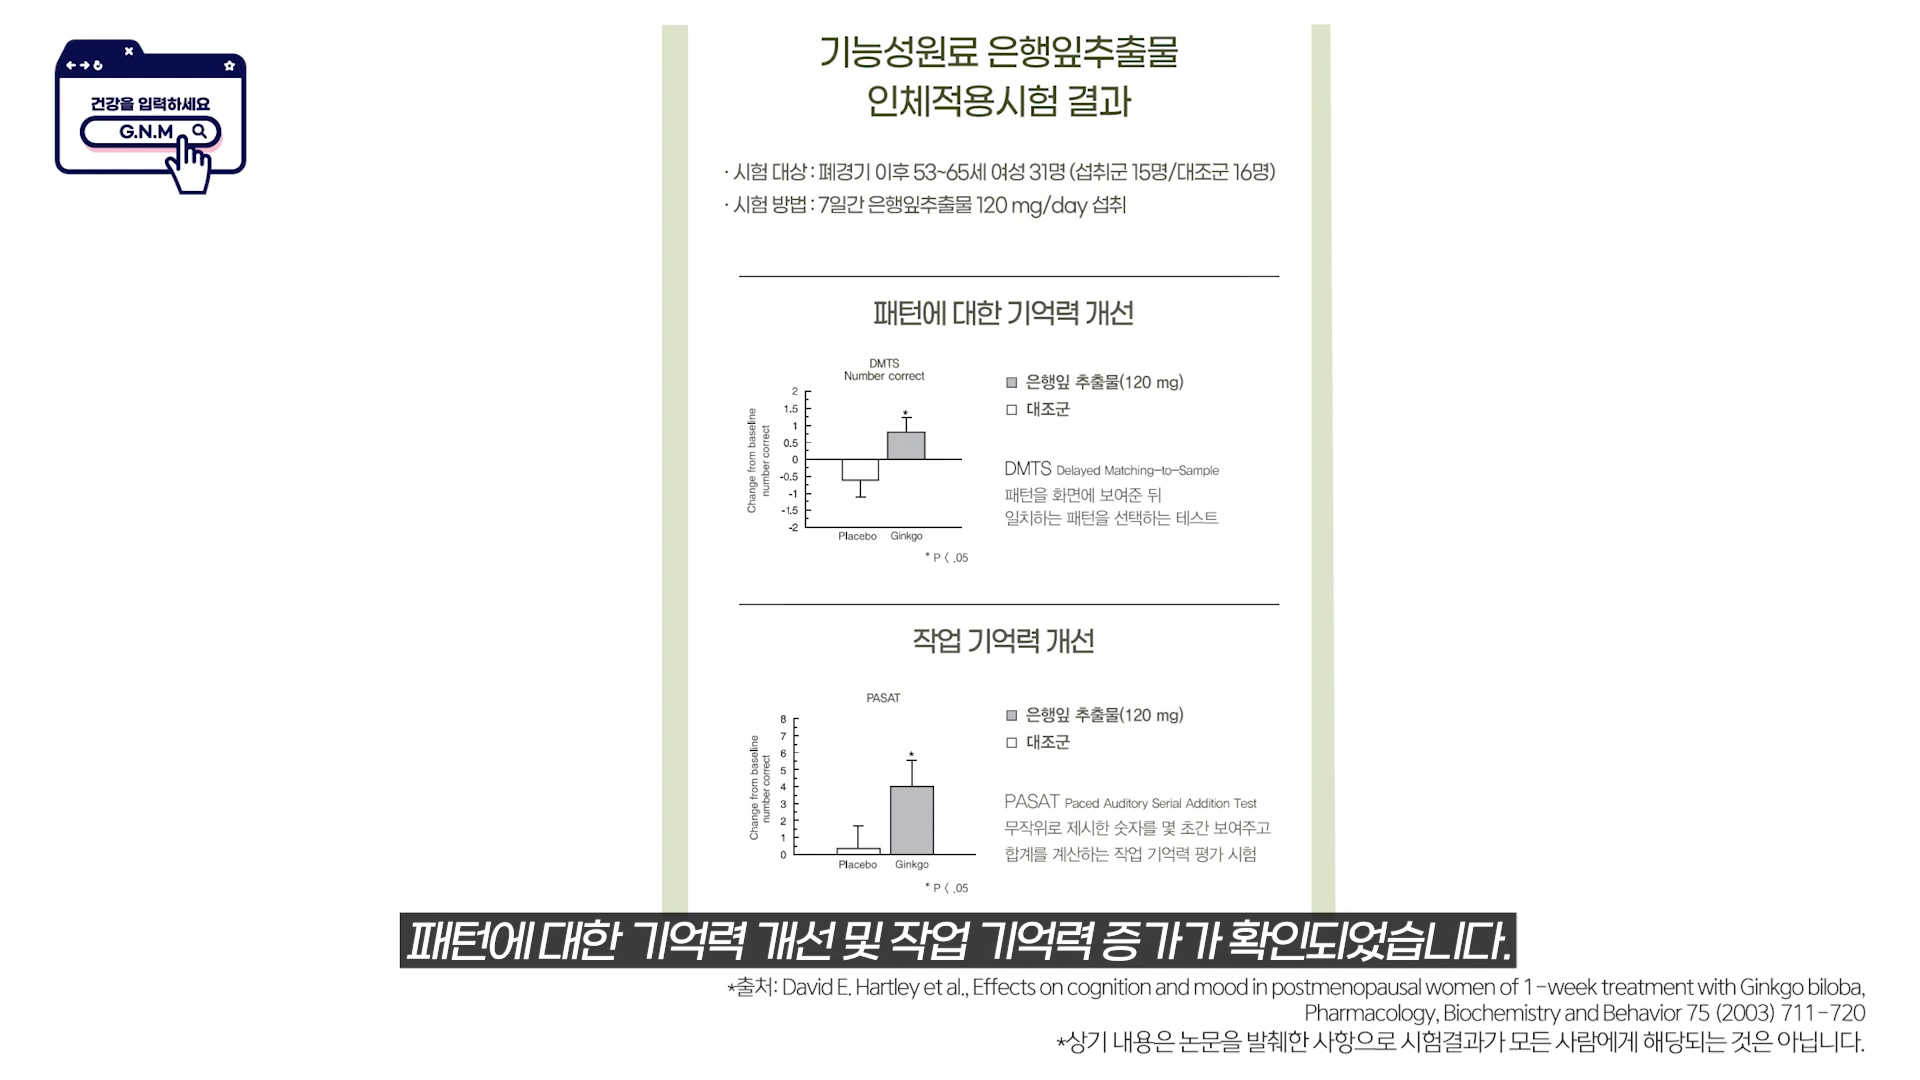 건강을 입력하세요
G.N.M
기능성원료 은행잎추출물
인체적용시험 결과
· 시험 대상 : 폐경기 이후 53~65세 여성 31명 (섭취군 15명/대조군 16명)
· 시험 방법 : 7일간 은행잎추출물 120 mg/day 섭취
패턴에 대한 기억력 개선
DMTS
Number correct
Change from baseline
number correct
2
1.5
1
0.5
0
-0.5
-1
-1.5
-2
*
Placebo Ginkgo
* P < .05
은행잎 추출물(120 mg)
대조군
DMTS Delayed Matching-to-Sample
패턴을 화면에 보여준 뒤
일치하는 패턴을 선택하는 테스트
작업 기억력 개선
PASAT
Change from baseline
number correct
8
7
6
5
4
3
2
1
0
*
Placebo Ginkgo
* P < .05
은행잎 추출물(120 mg)
대조군
PASAT Paced Auditory Serial Addition Test
무작위로 제시한 숫자를 몇 초간 보여주고
합계를 계산하는 작업 기억력 평가 시험
패턴에 대한 기억력 개선 및 작업 기억력 증가가 확인되었습니다.
*출처: David E. Hartley et al., Effects on cognition and mood in postmenopausal women of 1-week treatment with Ginkgo biloba,
Pharmacology, Biochemistry and Behavior 75 (2003) 711-720
*상기 내용은 논문을 발췌한 사항으로 시험결과가 모든 사람에게 해당되는 것은 아닙니다.